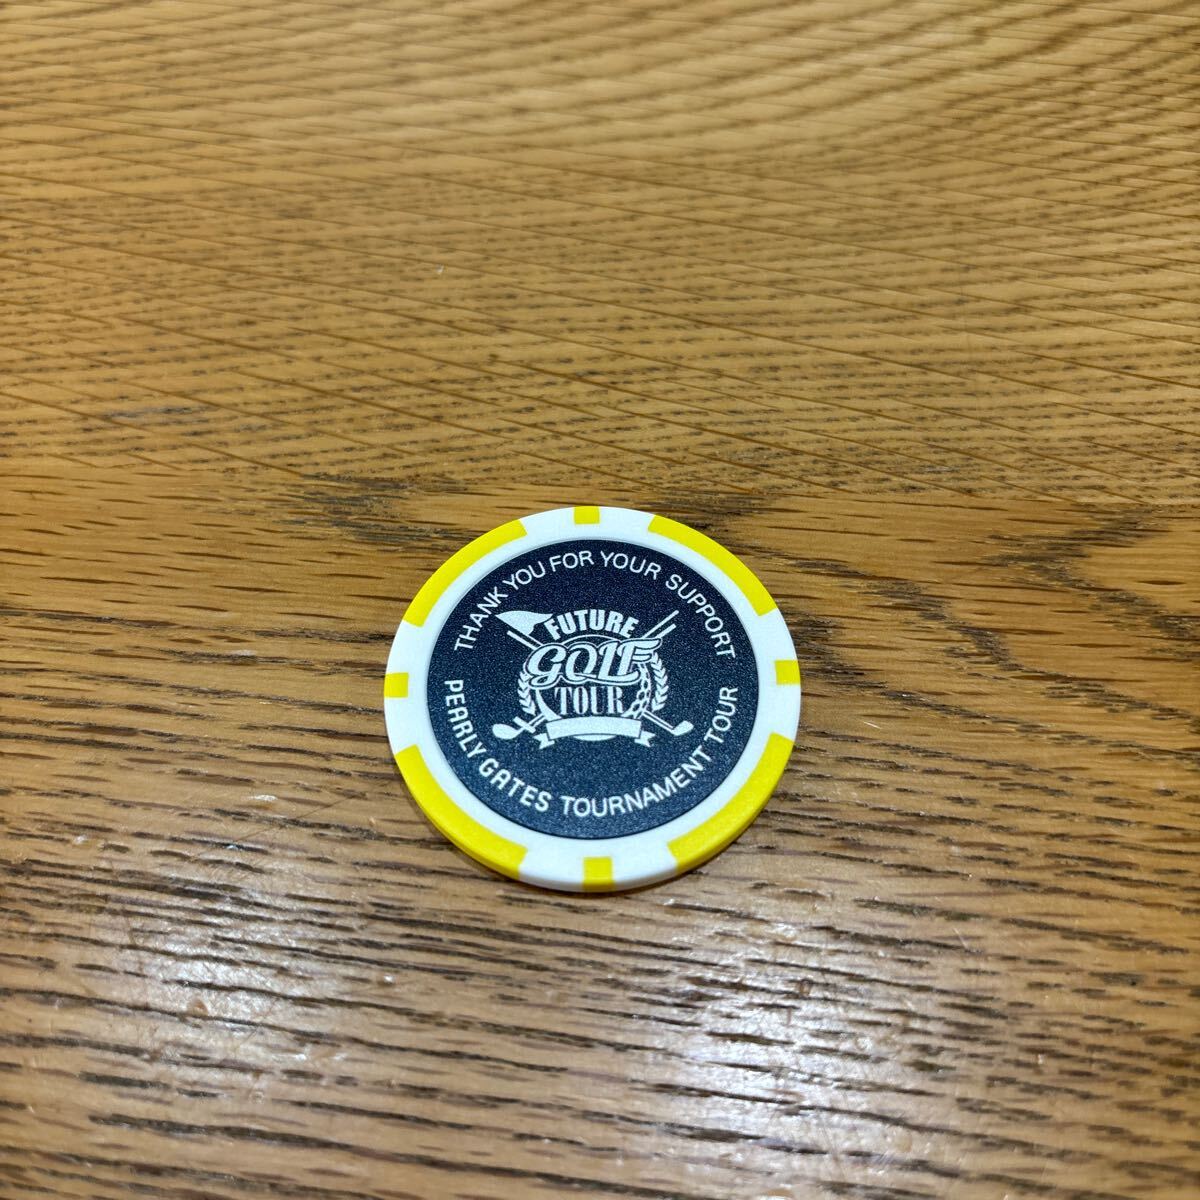 THANK YOU FOR YOUR SUPPORT
FUTURE
GOLF
TOUR
PEARLY GATES TOURNAMENT TOUR